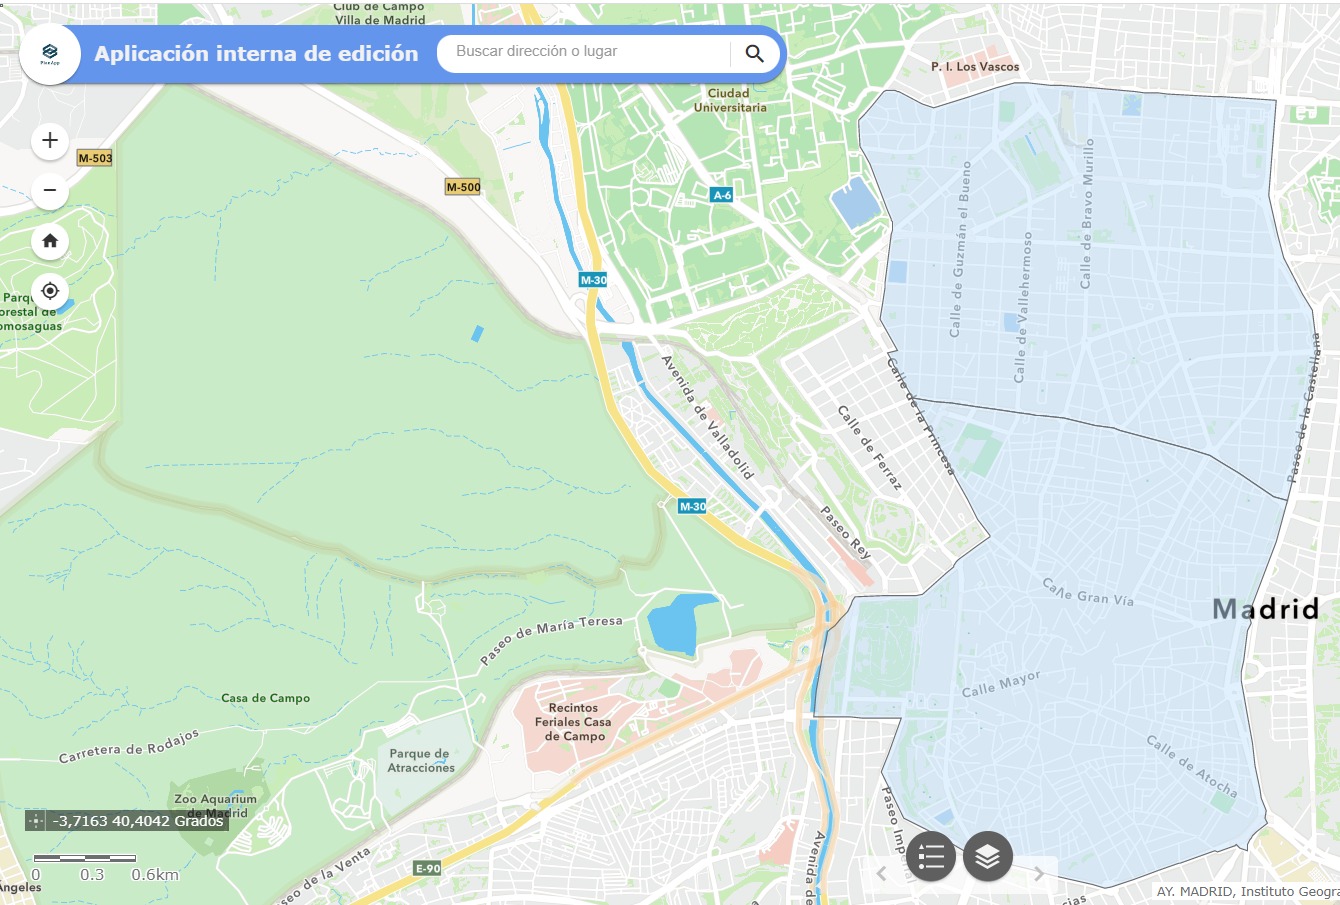 Club de Campo
Villa de Madrid
PlanApp
Aplicación interna de edición
Buscar dirección o lugar
P. I. Los Vascos
Ciudad
Universitaria
+
M-503
M-500
A-6
−
Calle de Guzmán el Bueno
Calle de Vallehermoso
Calle de Bravo Murillo
M-30
Parq
orestal de
omosaguas
Avenida de Valladolid
Calle de Ferraz
Calle de la Princesa
Paseo de la Castellana
M-30
Paseo Rey
Calle Gran Vía
Madrid
Paseo de María Teresa
Casa de Campo
Calle Mayor
Recintos
Feriales Casa
de Campo
Carretera de Rodajos
Parque de
Atracciones
Calle de Atocha
Zoo Aquarium
de Madrid
-3,7163 40,4042 Grados
Paseo Imp
0 0.3 0.6km
E-90
Paseo de la Venta
Avenida de
Ángeles
AY. MADRID, Instituto Geogra